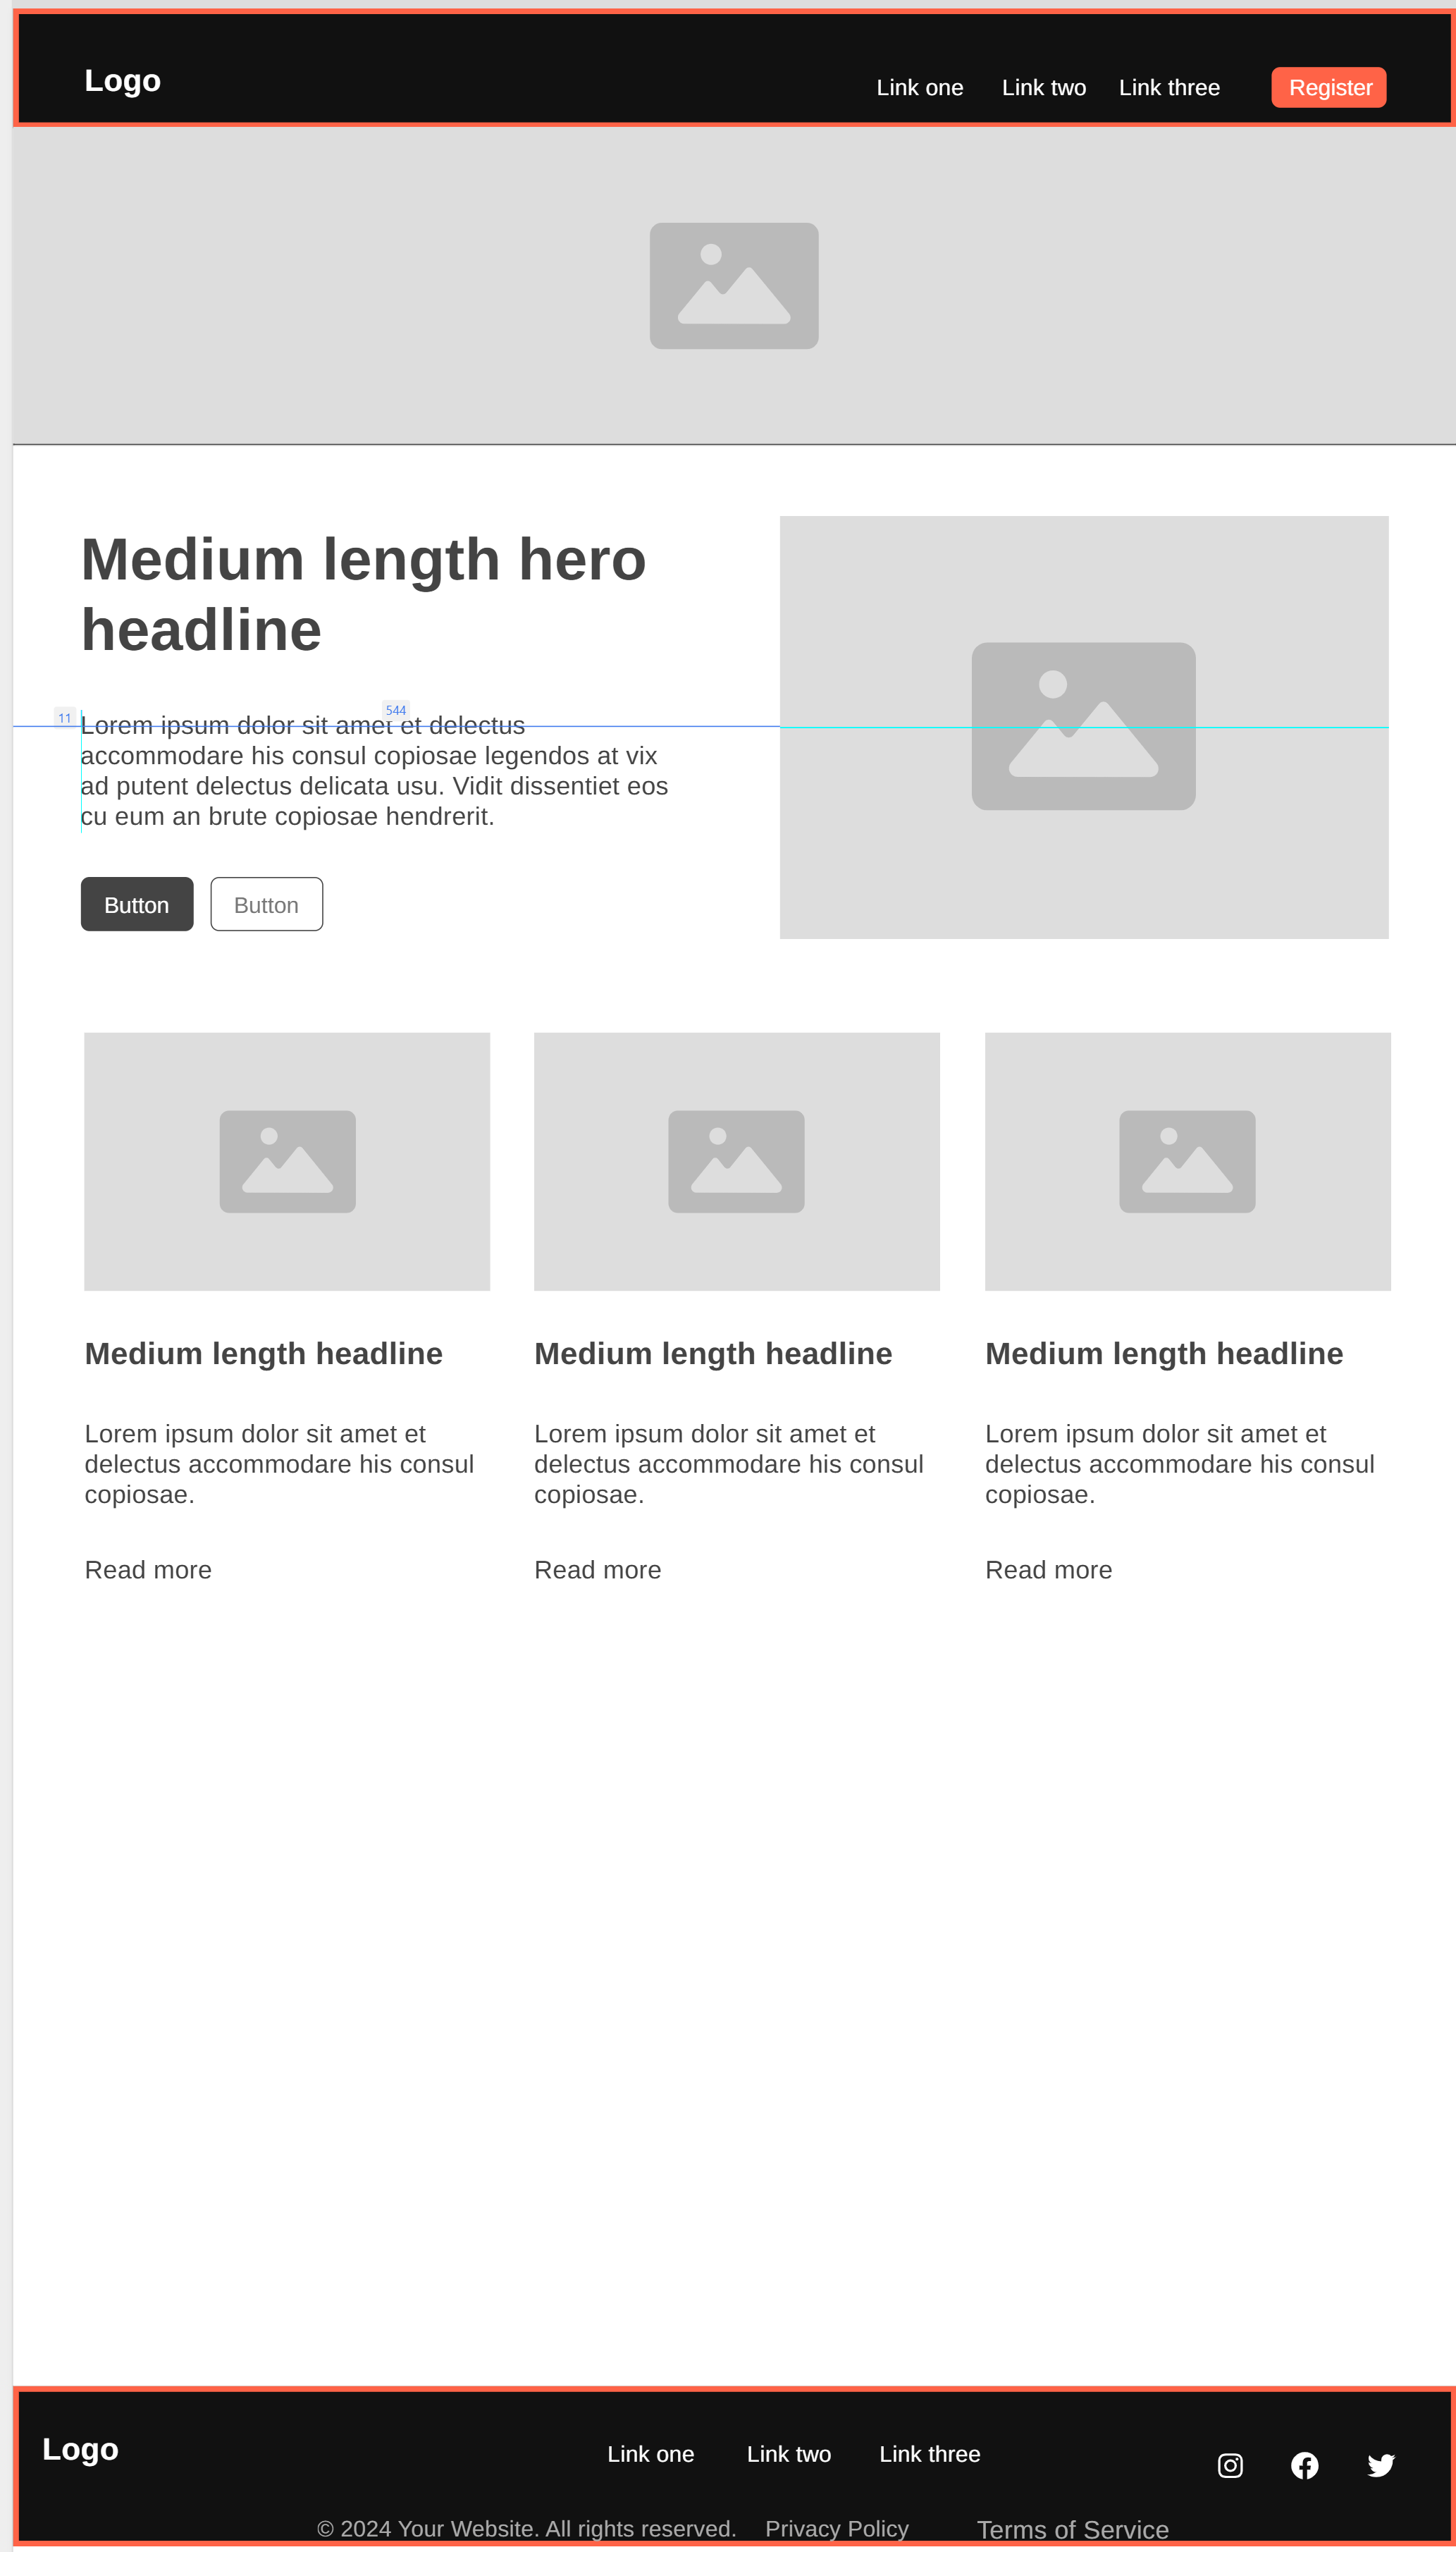 Logo
Link one
Link two
Link three
Register
Medium length hero
headline
11
544
Lorem ipsum dolor sit amet et delectus
accommodare his consul copiosae legendos at vix
ad putent delectus delicata usu. Vidit dissentiet eos
cu eum an brute copiosae hendrerit.
Button
Button
Medium length headline
Lorem ipsum dolor sit amet et
delectus accommodare his consul
copiosae.
Read more
Medium length headline
Lorem ipsum dolor sit amet et
delectus accommodare his consul
copiosae.
Read more
Medium length headline
Lorem ipsum dolor sit amet et
delectus accommodare his consul
copiosae.
Read more
Logo
Link one
Link two
Link three
© 2024 Your Website. All rights reserved.
Privacy Policy
Terms of Service